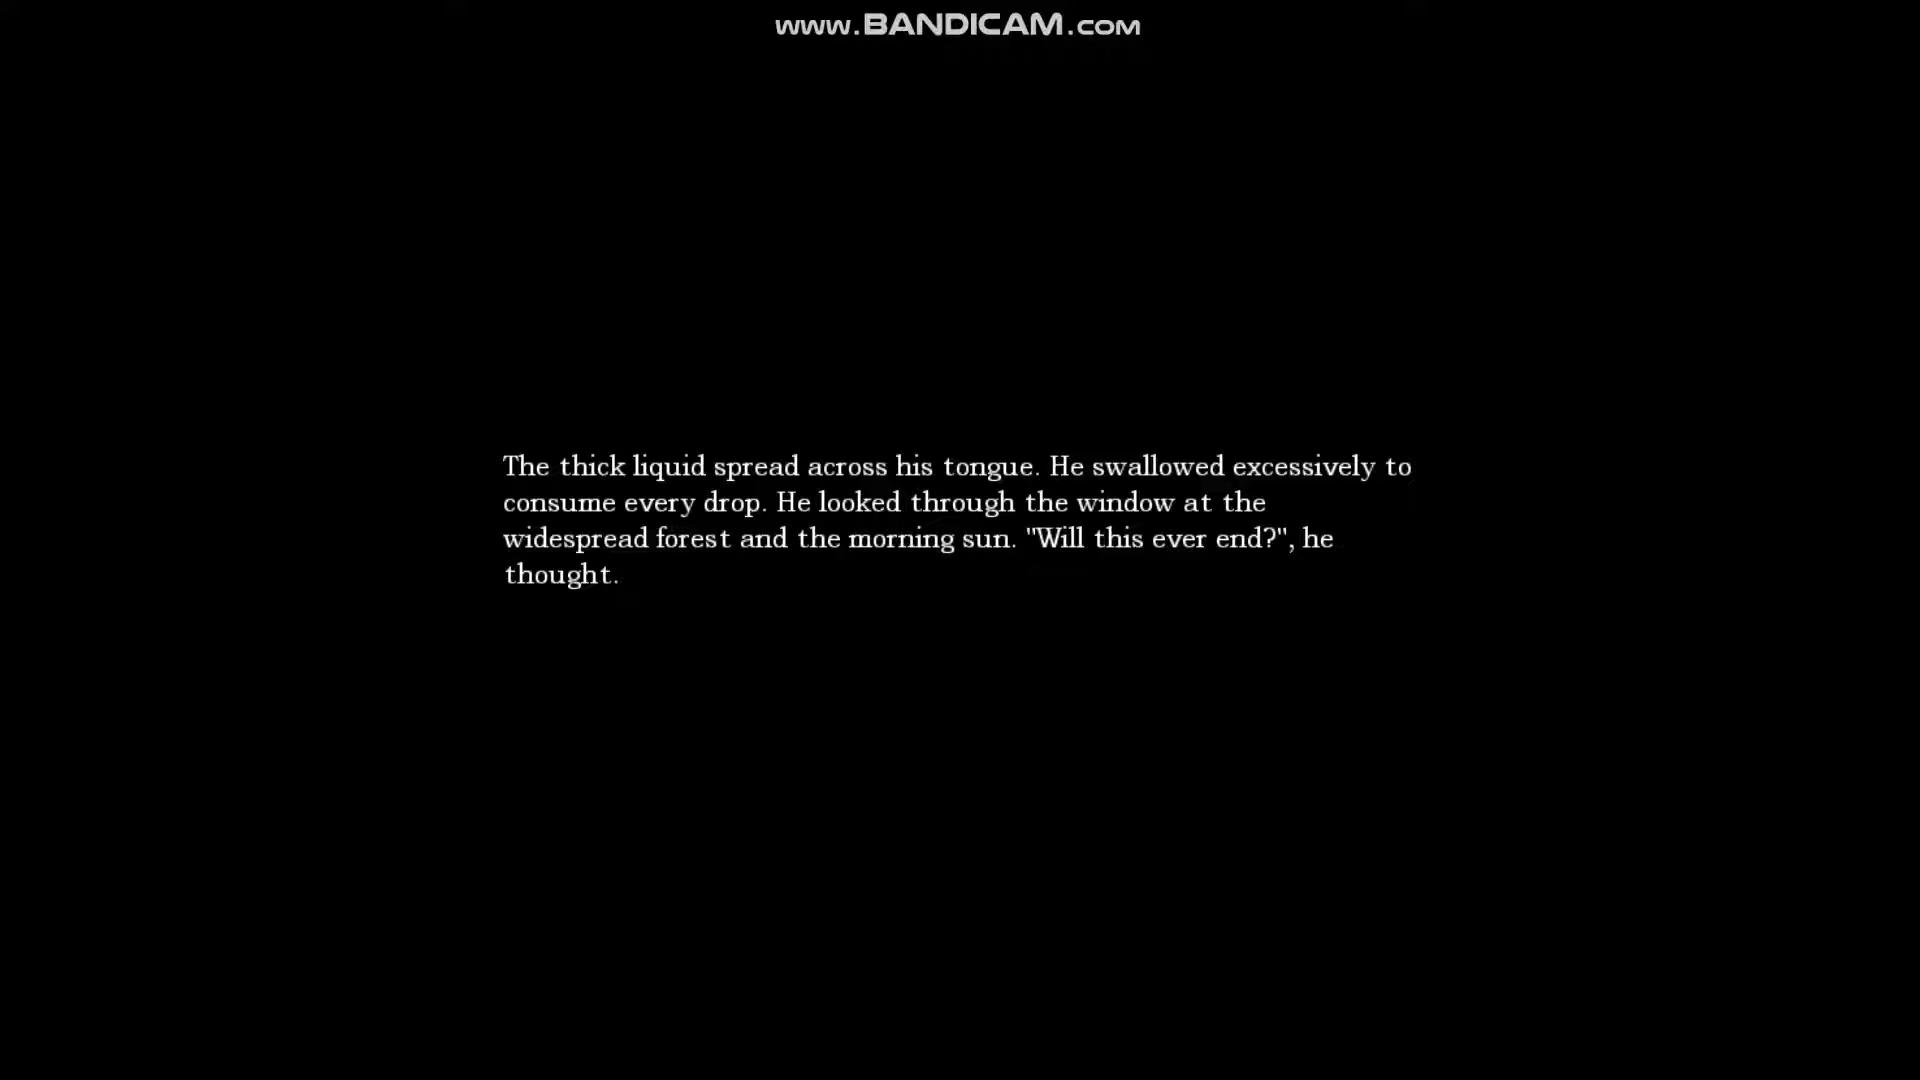 www.BANDICAM.com
The thick liquid spread across his tongue. He swallowed excessively to
consume every drop. He looked through the window at the
widespread forest and the morning sun. "Will this ever end?", he
thought.